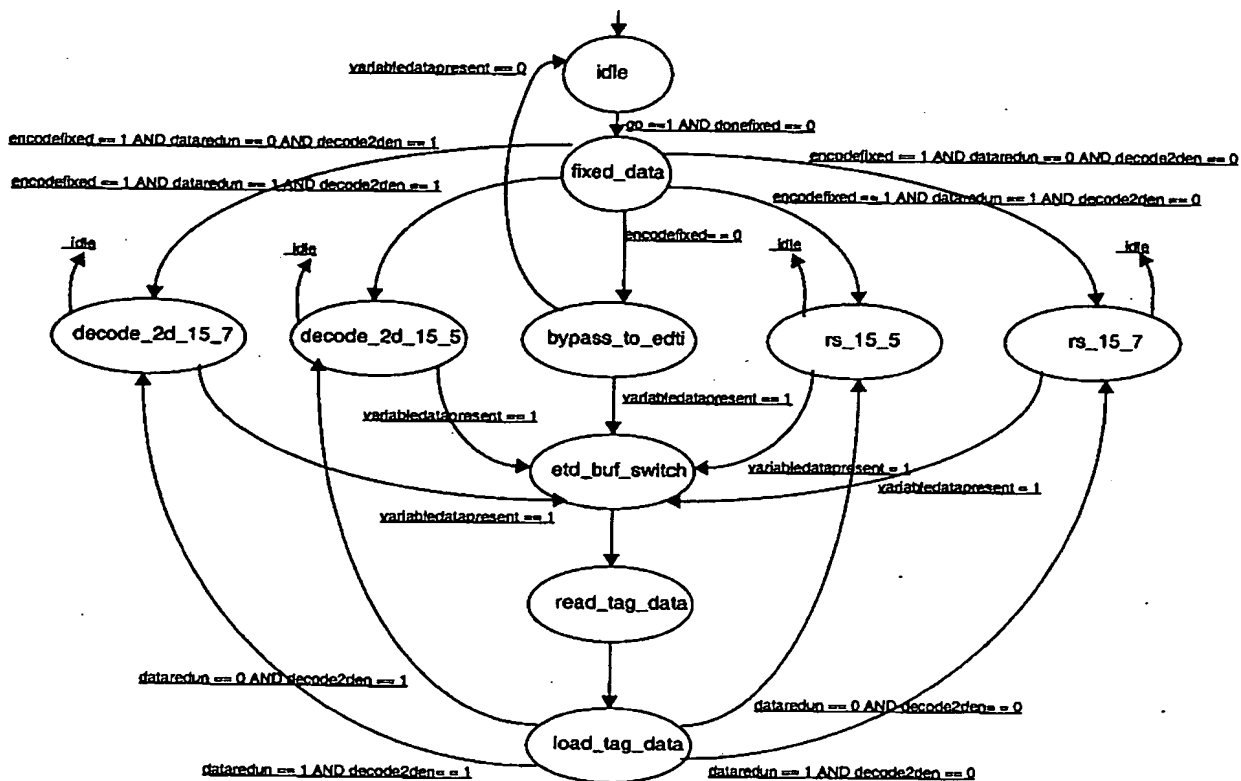 idle
variabledatapresent == 0
go ==1 AND donefixed == 0
encodefixed == 1 AND dataredun == 0 AND decode2den == 1
encodefixed == 1 AND dataredun == 0 AND decode2den == 0
fixed_data
encodefixed == 1 AND dataredun == 1 AND decode2den == 1
encodefixed == 1 AND dataredun == 1 AND decode2den == 0
encodefixed= = 0
_idle
_idle
_idle
_idle
decode_2d_15_7
decode_2d_15_5
bypass_to_edti
rs_15_5
rs_15_7
variabledatapresent == 1
variabledatapresent == 1
etd_buf_switch
variabledatapresent = 1
variabledatapresent = 1
variabledatapresent == 1
read_tag_data
dataredun == 0 AND decode2den == 1
dataredun == 0 AND decode2den= = 0
load_tag_data
dataredun == 1 AND decode2den= = 1
dataredun == 1 AND decode2den == 0